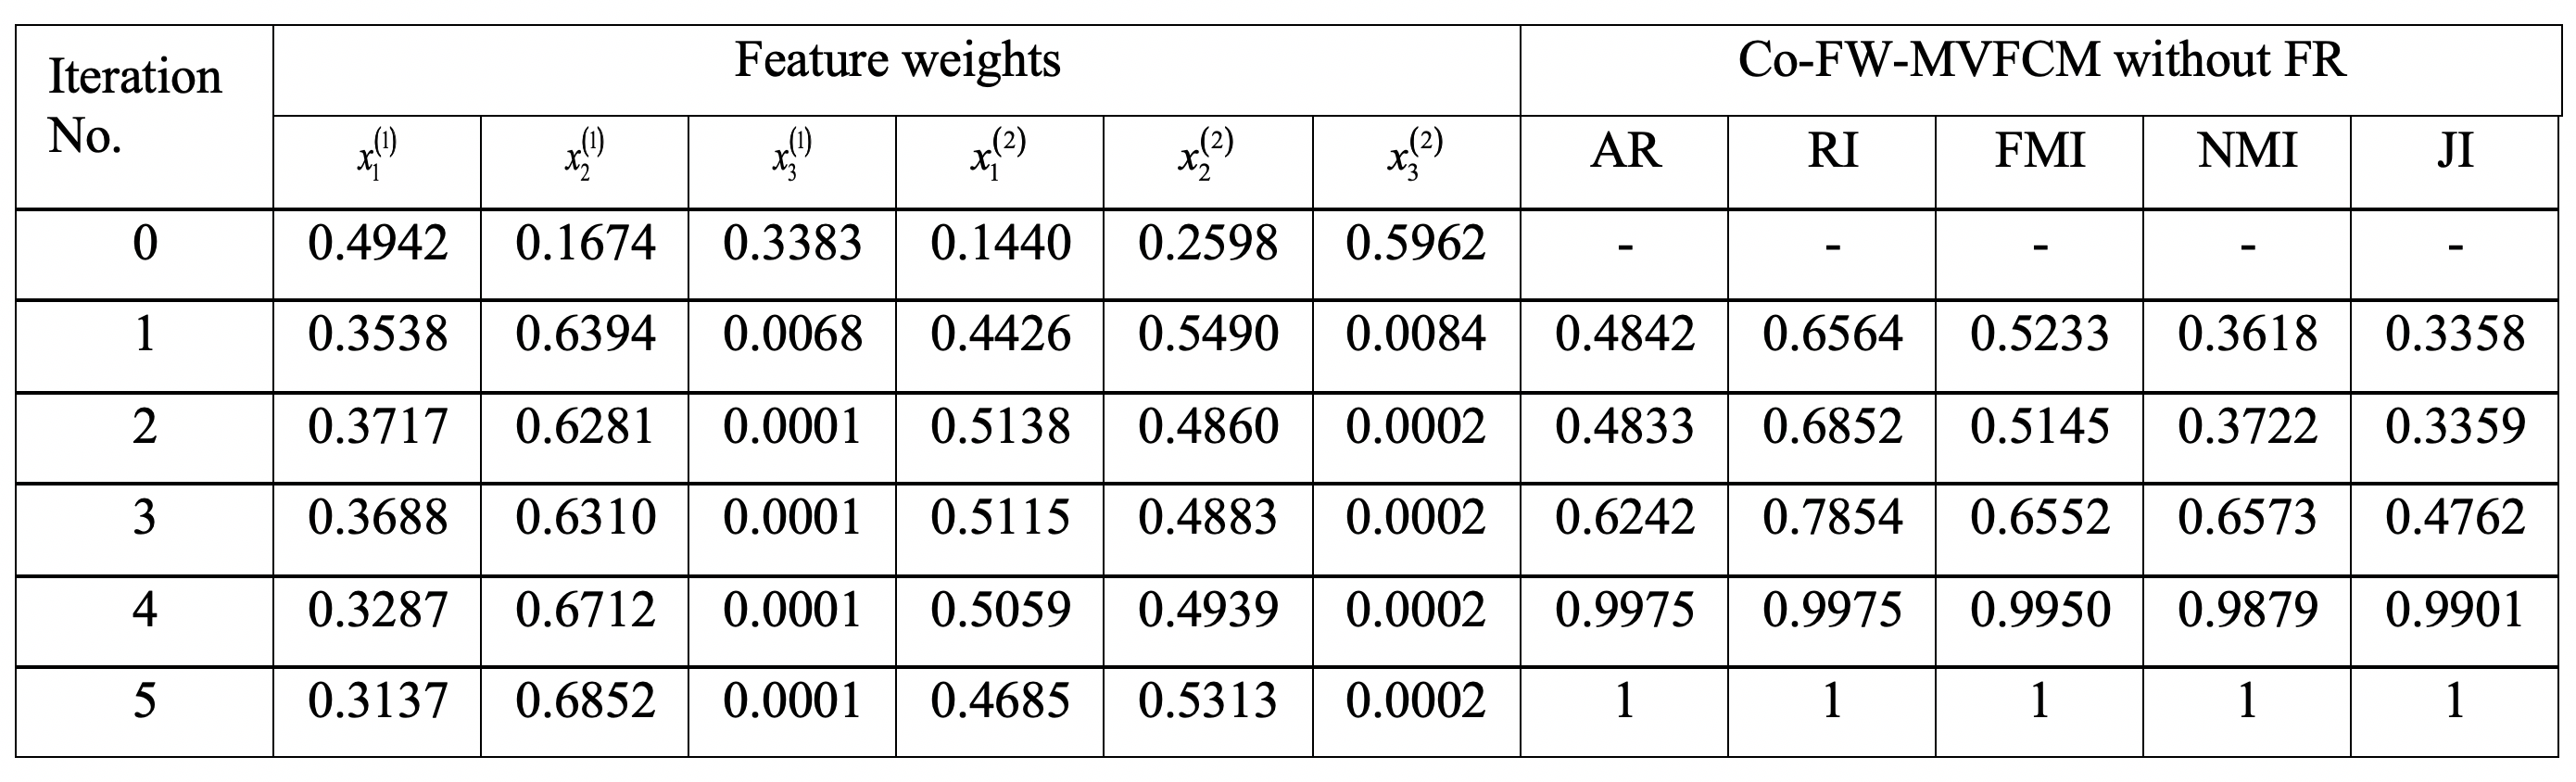 Iteration No. Feature weights Co-FW-MVFCM without FR
x₁⁽¹⁾ x₂⁽¹⁾ x₃⁽¹⁾ x₁⁽²⁾ x₂⁽²⁾ x₃⁽²⁾ AR RI FMI NMI JI
0 0.4942 0.1674 0.3383 0.1440 0.2598 0.5962 - - - - -
1 0.3538 0.6394 0.0068 0.4426 0.5490 0.0084 0.4842 0.6564 0.5233 0.3618 0.3358
2 0.3717 0.6281 0.0001 0.5138 0.4860 0.0002 0.4833 0.6852 0.5145 0.3722 0.3359
3 0.3688 0.6310 0.0001 0.5115 0.4883 0.0002 0.6242 0.7854 0.6552 0.6573 0.4762
4 0.3287 0.6712 0.0001 0.5059 0.4939 0.0002 0.9975 0.9975 0.9950 0.9879 0.9901
5 0.3137 0.6852 0.0001 0.4685 0.5313 0.0002 1 1 1 1 1